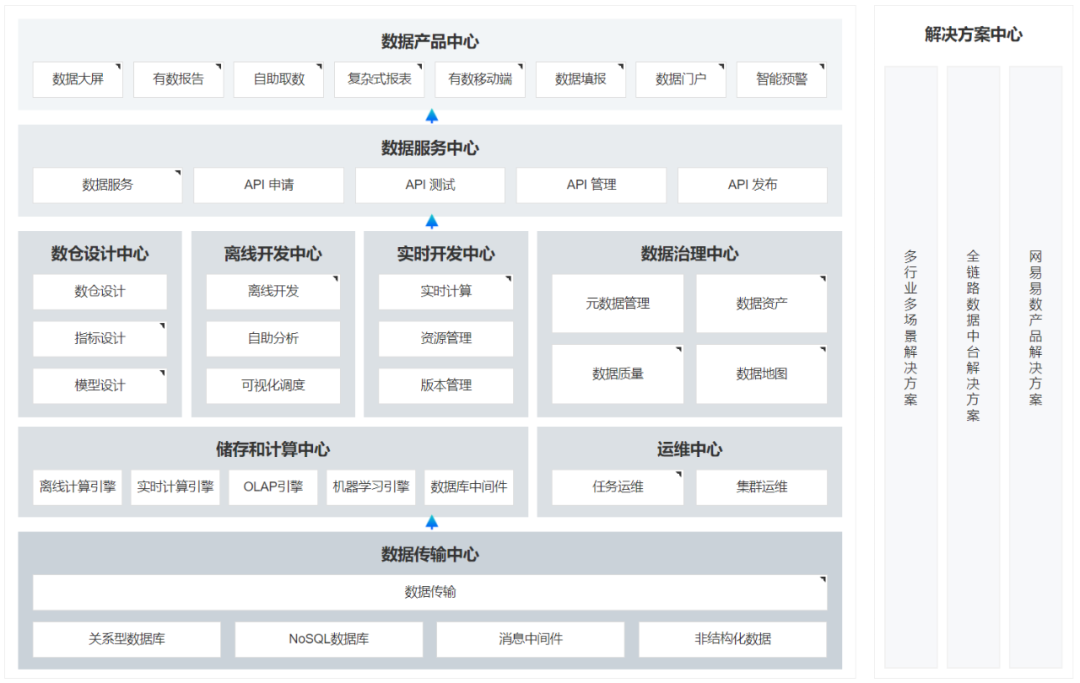 数据产品中心
数据大屏
有数报告
自助取数
复杂式报表
有数移动端
数据填报
数据门户
智能预警
数据服务中心
数据服务
API 申请
API 测试
API 管理
API 发布
数仓设计中心
数仓设计
指标设计
模型设计
离线开发中心
离线开发
自助分析
可视化调度
实时开发中心
实时计算
资源管理
版本管理
数据治理中心
元数据管理
数据资产
数据质量
数据地图
储存和计算中心
离线计算引擎
实时计算引擎
OLAP引擎
机器学习引擎
数据库中间件
运维中心
任务运维
集群运维
数据传输中心
数据传输
关系型数据库
NoSQL数据库
消息中间件
非结构化数据
解决方案中心
多行业多场景解决方案
全链路数据中台解决方案
网易易数产品解决方案